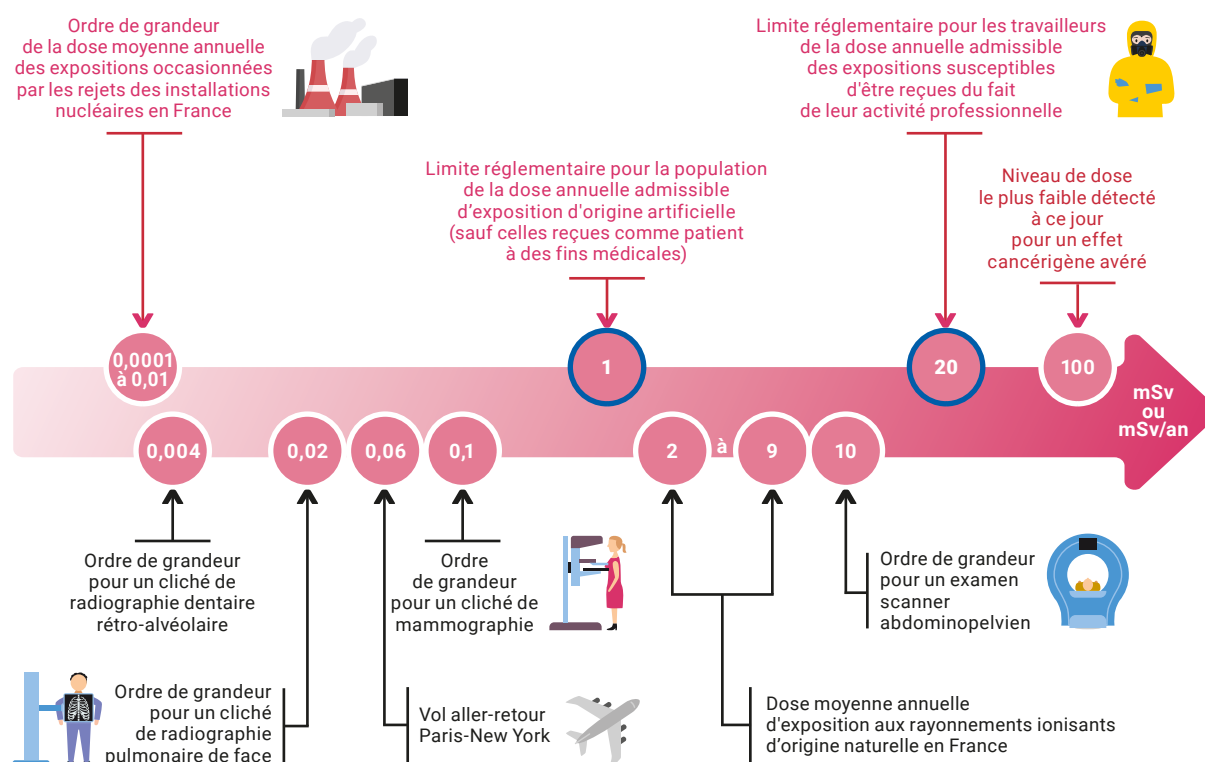 Ordre de grandeur
de la dose moyenne annuelle
des expositions occasionnées
par les rejets des installations
nucléaires en France
Limite réglementaire pour les travailleurs
de la dose annuelle admissible
des expositions susceptibles
d'être reçues du fait
de leur activité professionnelle
Limite réglementaire pour la population
de la dose annuelle admissible
d’exposition d'origine artificielle
(sauf celles reçues comme patient
à des fins médicales)
Niveau de dose
le plus faible détecté
à ce jour
pour un effet
cancérigène avéré
0,0001
à 0,01
1
20
100
mSv
ou
mSv/an
0,004
0,02
0,06
0,1
2
à
9
10
Ordre de grandeur
pour un cliché de
radiographie dentaire
rétro-alvéolaire
Ordre
de grandeur
pour un cliché de
mammographie
Ordre de grandeur
pour un examen
scanner
abdominopelvien
Ordre de grandeur
pour un cliché
de radiographie
pulmonaire de face
Vol aller-retour
Paris-New York
Dose moyenne annuelle
d'exposition aux rayonnements ionisants
d’origine naturelle en France